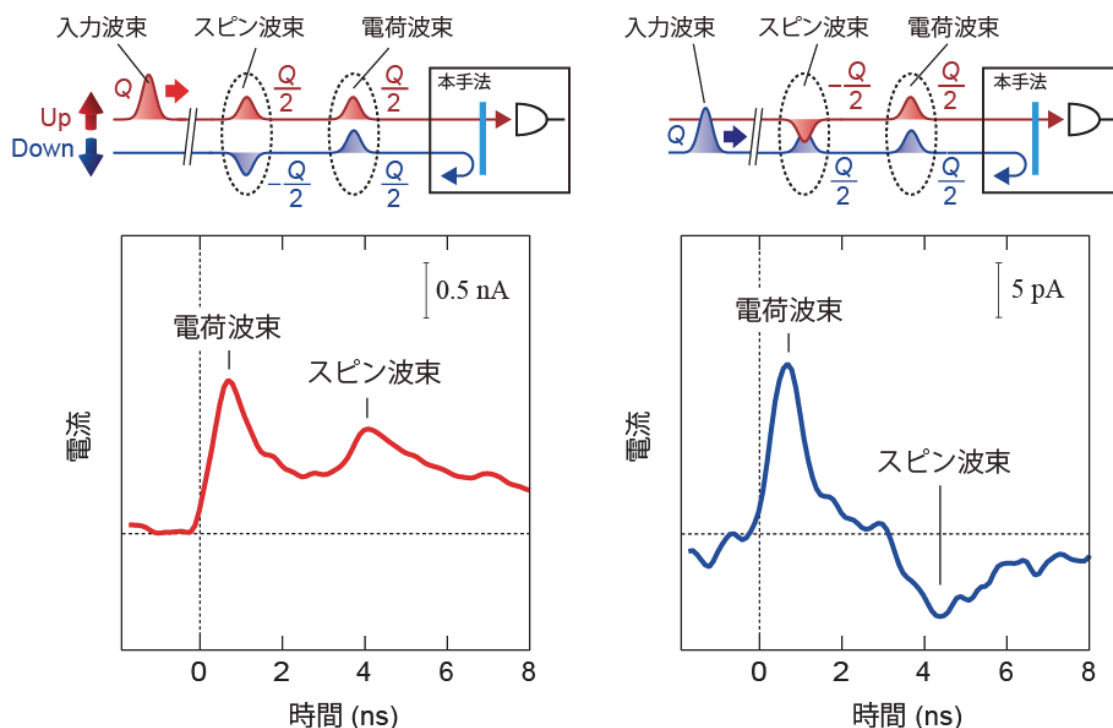 入力波束
スピン波束
電荷波束
Q
Q/2
Q/2
本手法
Up
Down
-Q/2
Q/2
入力波束
スピン波束
電荷波束
-Q/2
Q/2
本手法
Q
Q/2
Q/2
0.5 nA
電荷波束
スピン波束
電流
0
2
4
6
8
時間 (ns)
5 pA
電荷波束
スピン波束
電流
0
2
4
6
8
時間 (ns)